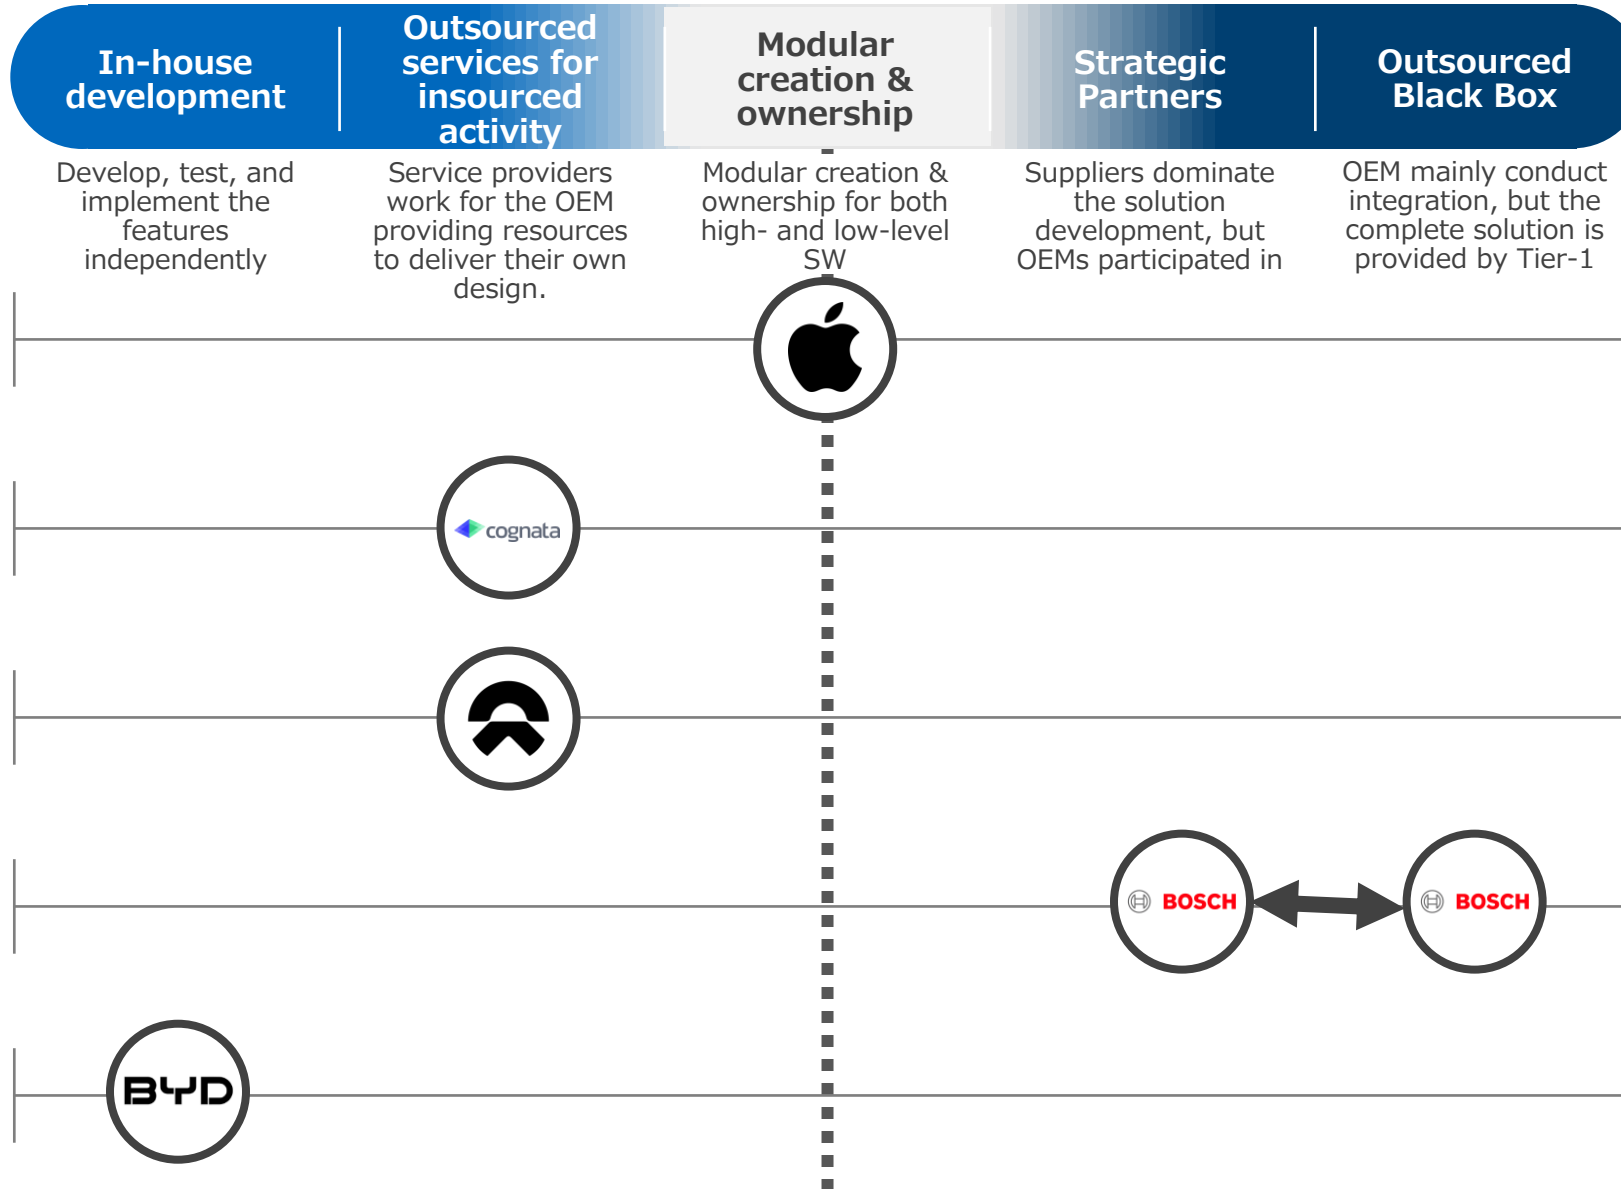 In-house
development
Outsourced
services for
insourced
activity
Modular
creation &
ownership
Strategic
Partners
Outsourced
Black Box
Develop, test, and
implement the
features
independently
Service providers
work for the OEM
providing resources
to deliver their own
design.
Modular creation &
ownership for both
high- and low-level
SW
Suppliers dominate
the solution
development, but
OEMs participated in
OEM mainly conduct
integration, but the
complete solution is
provided by Tier-1
cognata
BOSCH
BOSCH
BYD